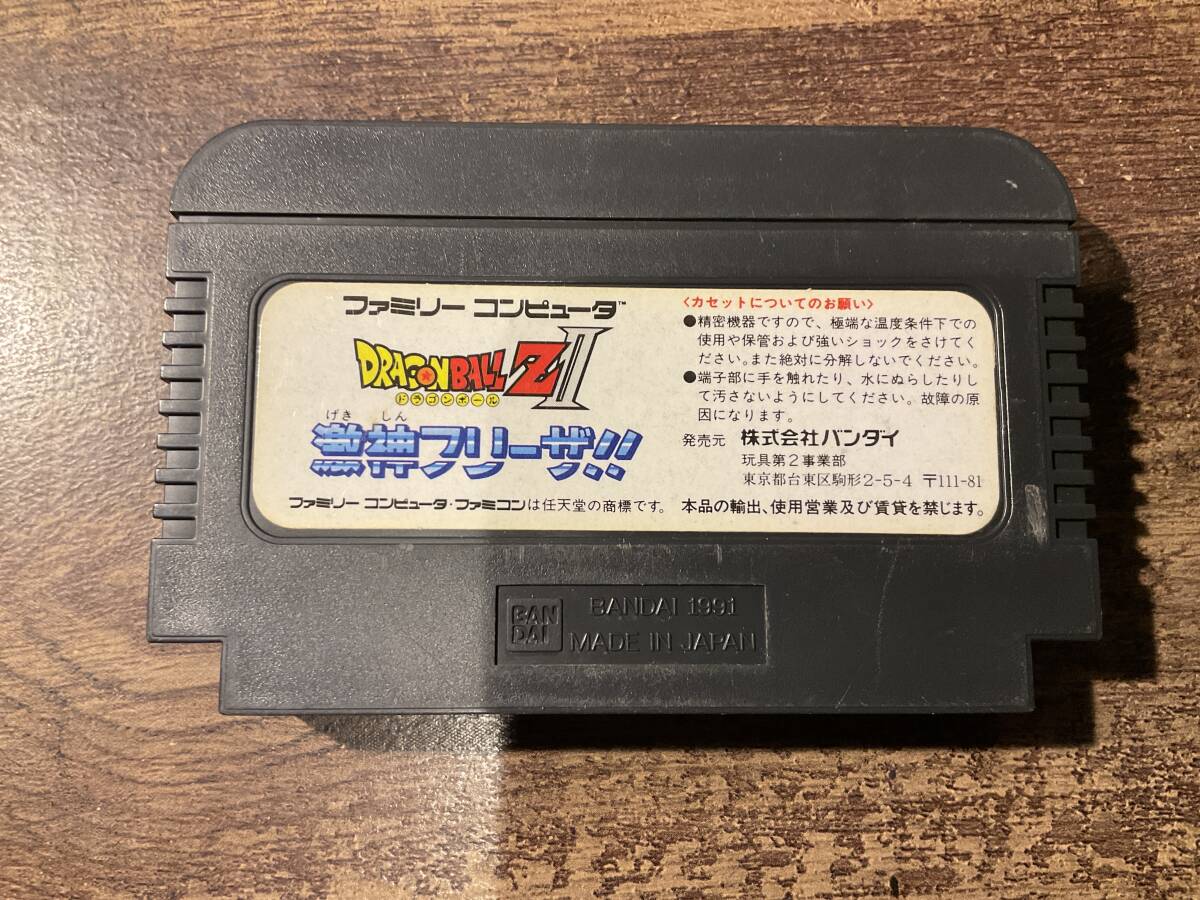 ファミリー コンピュータ™
DRAGON BALL Z II
ドラゴンボール
げき しん
激神フリーザ!!
ファミリー コンピュータ・ファミコンは任天堂の商標です。
〈カセットについてのお願い〉
●精密機器ですので、極端な温度条件下での
使用や保管および強いショックをさけてく
ださい。また絶対に分解しないでください。
●端子部に手を触れたり、水にぬらしたりし
て汚さないようにしてください。故障の原
因になります。
発売元 株式会社バンダイ
玩具第2事業部
東京都台東区駒形2-5-4 〒111-81
本品の輸出、使用営業及び賃貸を禁じます。
BAN
DAI
BANDAI 1991
MADE IN JAPAN